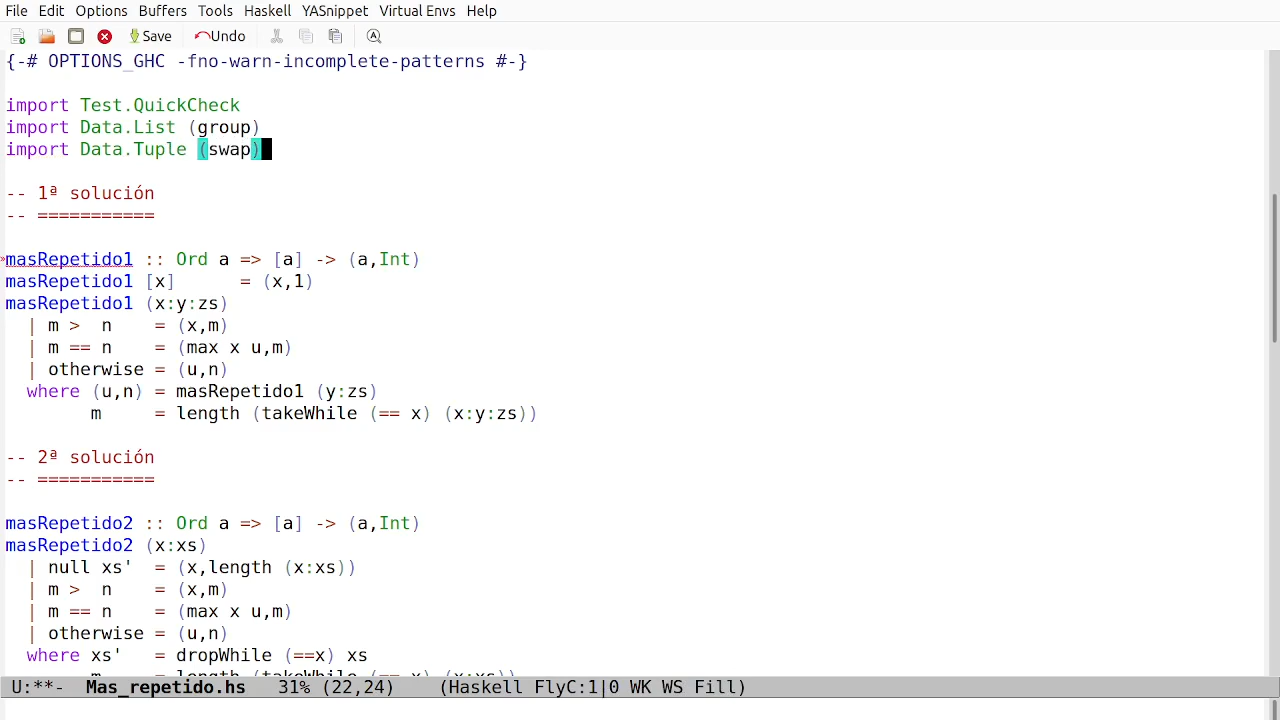 File Edit Options Buffers Tools Haskell YASnippet Virtual Envs Help
Save Undo
{-# OPTIONS_GHC -fno-warn-incomplete-patterns #-}
import Test.QuickCheck
import Data.List (group)
import Data.Tuple (swap)
-- 1ª solución
-- ===========
masRepetido1 :: Ord a => [a] -> (a,Int)
masRepetido1 [x]      = (x,1)
masRepetido1 (x:y:zs)
  | m >  n    = (x,m)
  | m == n    = (max x u,m)
  | otherwise = (u,n)
  where (u,n) = masRepetido1 (y:zs)
        m     = length (takeWhile (== x) (x:y:zs))
-- 2ª solución
-- ===========
masRepetido2 :: Ord a => [a] -> (a,Int)
masRepetido2 (x:xs)
  | null xs'  = (x,length (x:xs))
  | m >  n    = (x,m)
  | m == n    = (max x u,m)
  | otherwise = (u,n)
  where xs'   = dropWhile (==x) xs
        m     = length (takeWhile (== x) (x:xs))
U:**-  Mas_repetido.hs   31% (22,24)    (Haskell FlyC:1|0 WK WS Fill)